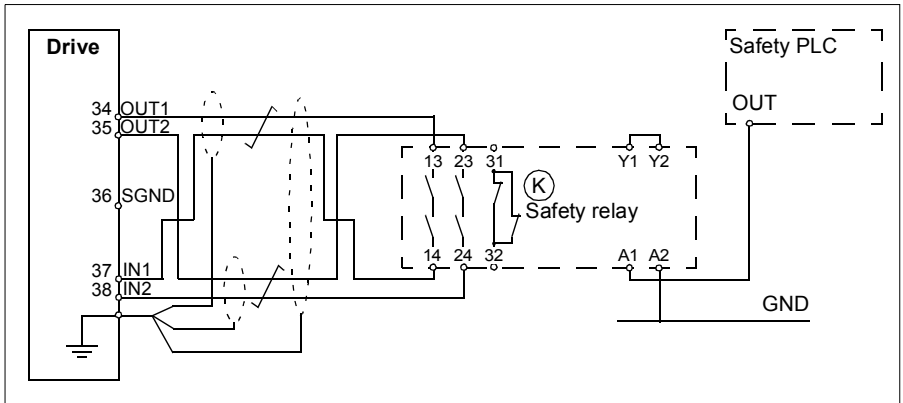 Drive
Safety PLC
OUT
34 OUT1
35 OUT2
13 23 31 Y1 Y2
K
36 SGND
Safety relay
14 24 32 A1 A2
37 IN1
38 IN2
GND